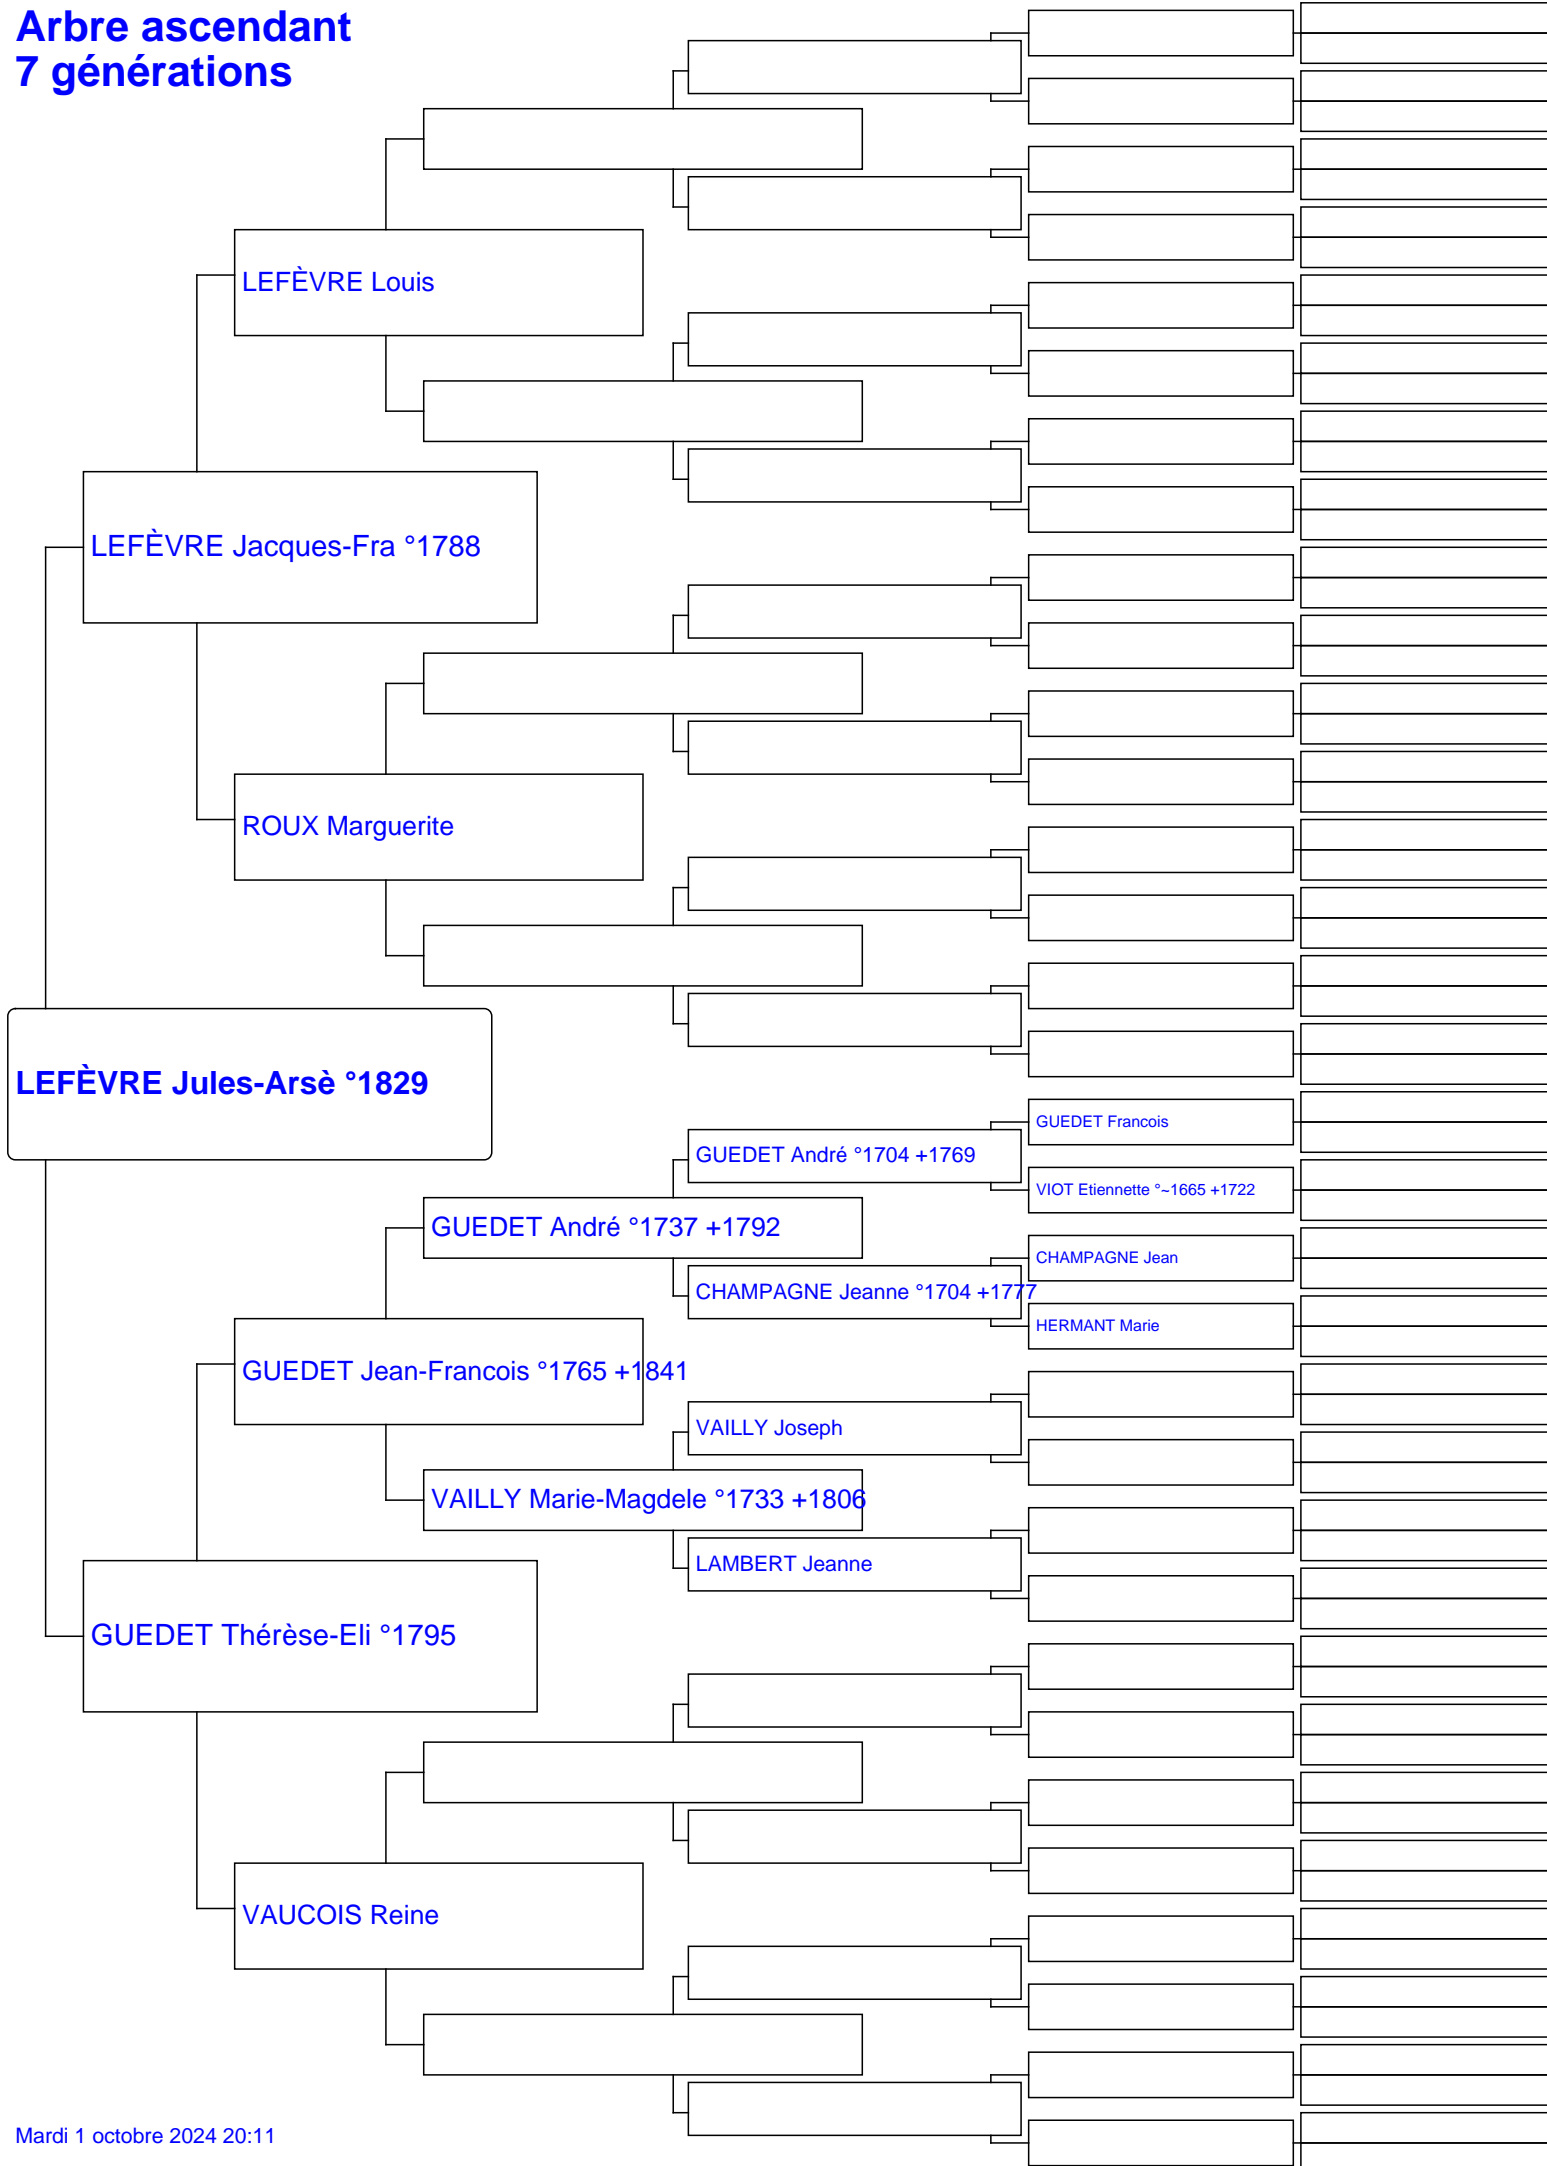 Arbre ascendant
7 générations
LEFÈVRE Louis
LEFÈVRE Jacques-Fra °1788
ROUX Marguerite
LEFÈVRE Jules-Arsè °1829
GUEDET Francois
GUEDET André °1704 +1769
VIOT Etiennette °~1665 +1722
GUEDET André °1737 +1792
CHAMPAGNE Jean
CHAMPAGNE Jeanne °1704 +1777
HERMANT Marie
GUEDET Jean-Francois °1765 +1841
VAILLY Joseph
VAILLY Marie-Magdele °1733 +1806
LAMBERT Jeanne
GUEDET Thérèse-Eli °1795
VAUCOIS Reine
Mardi 1 octobre 2024 20:11